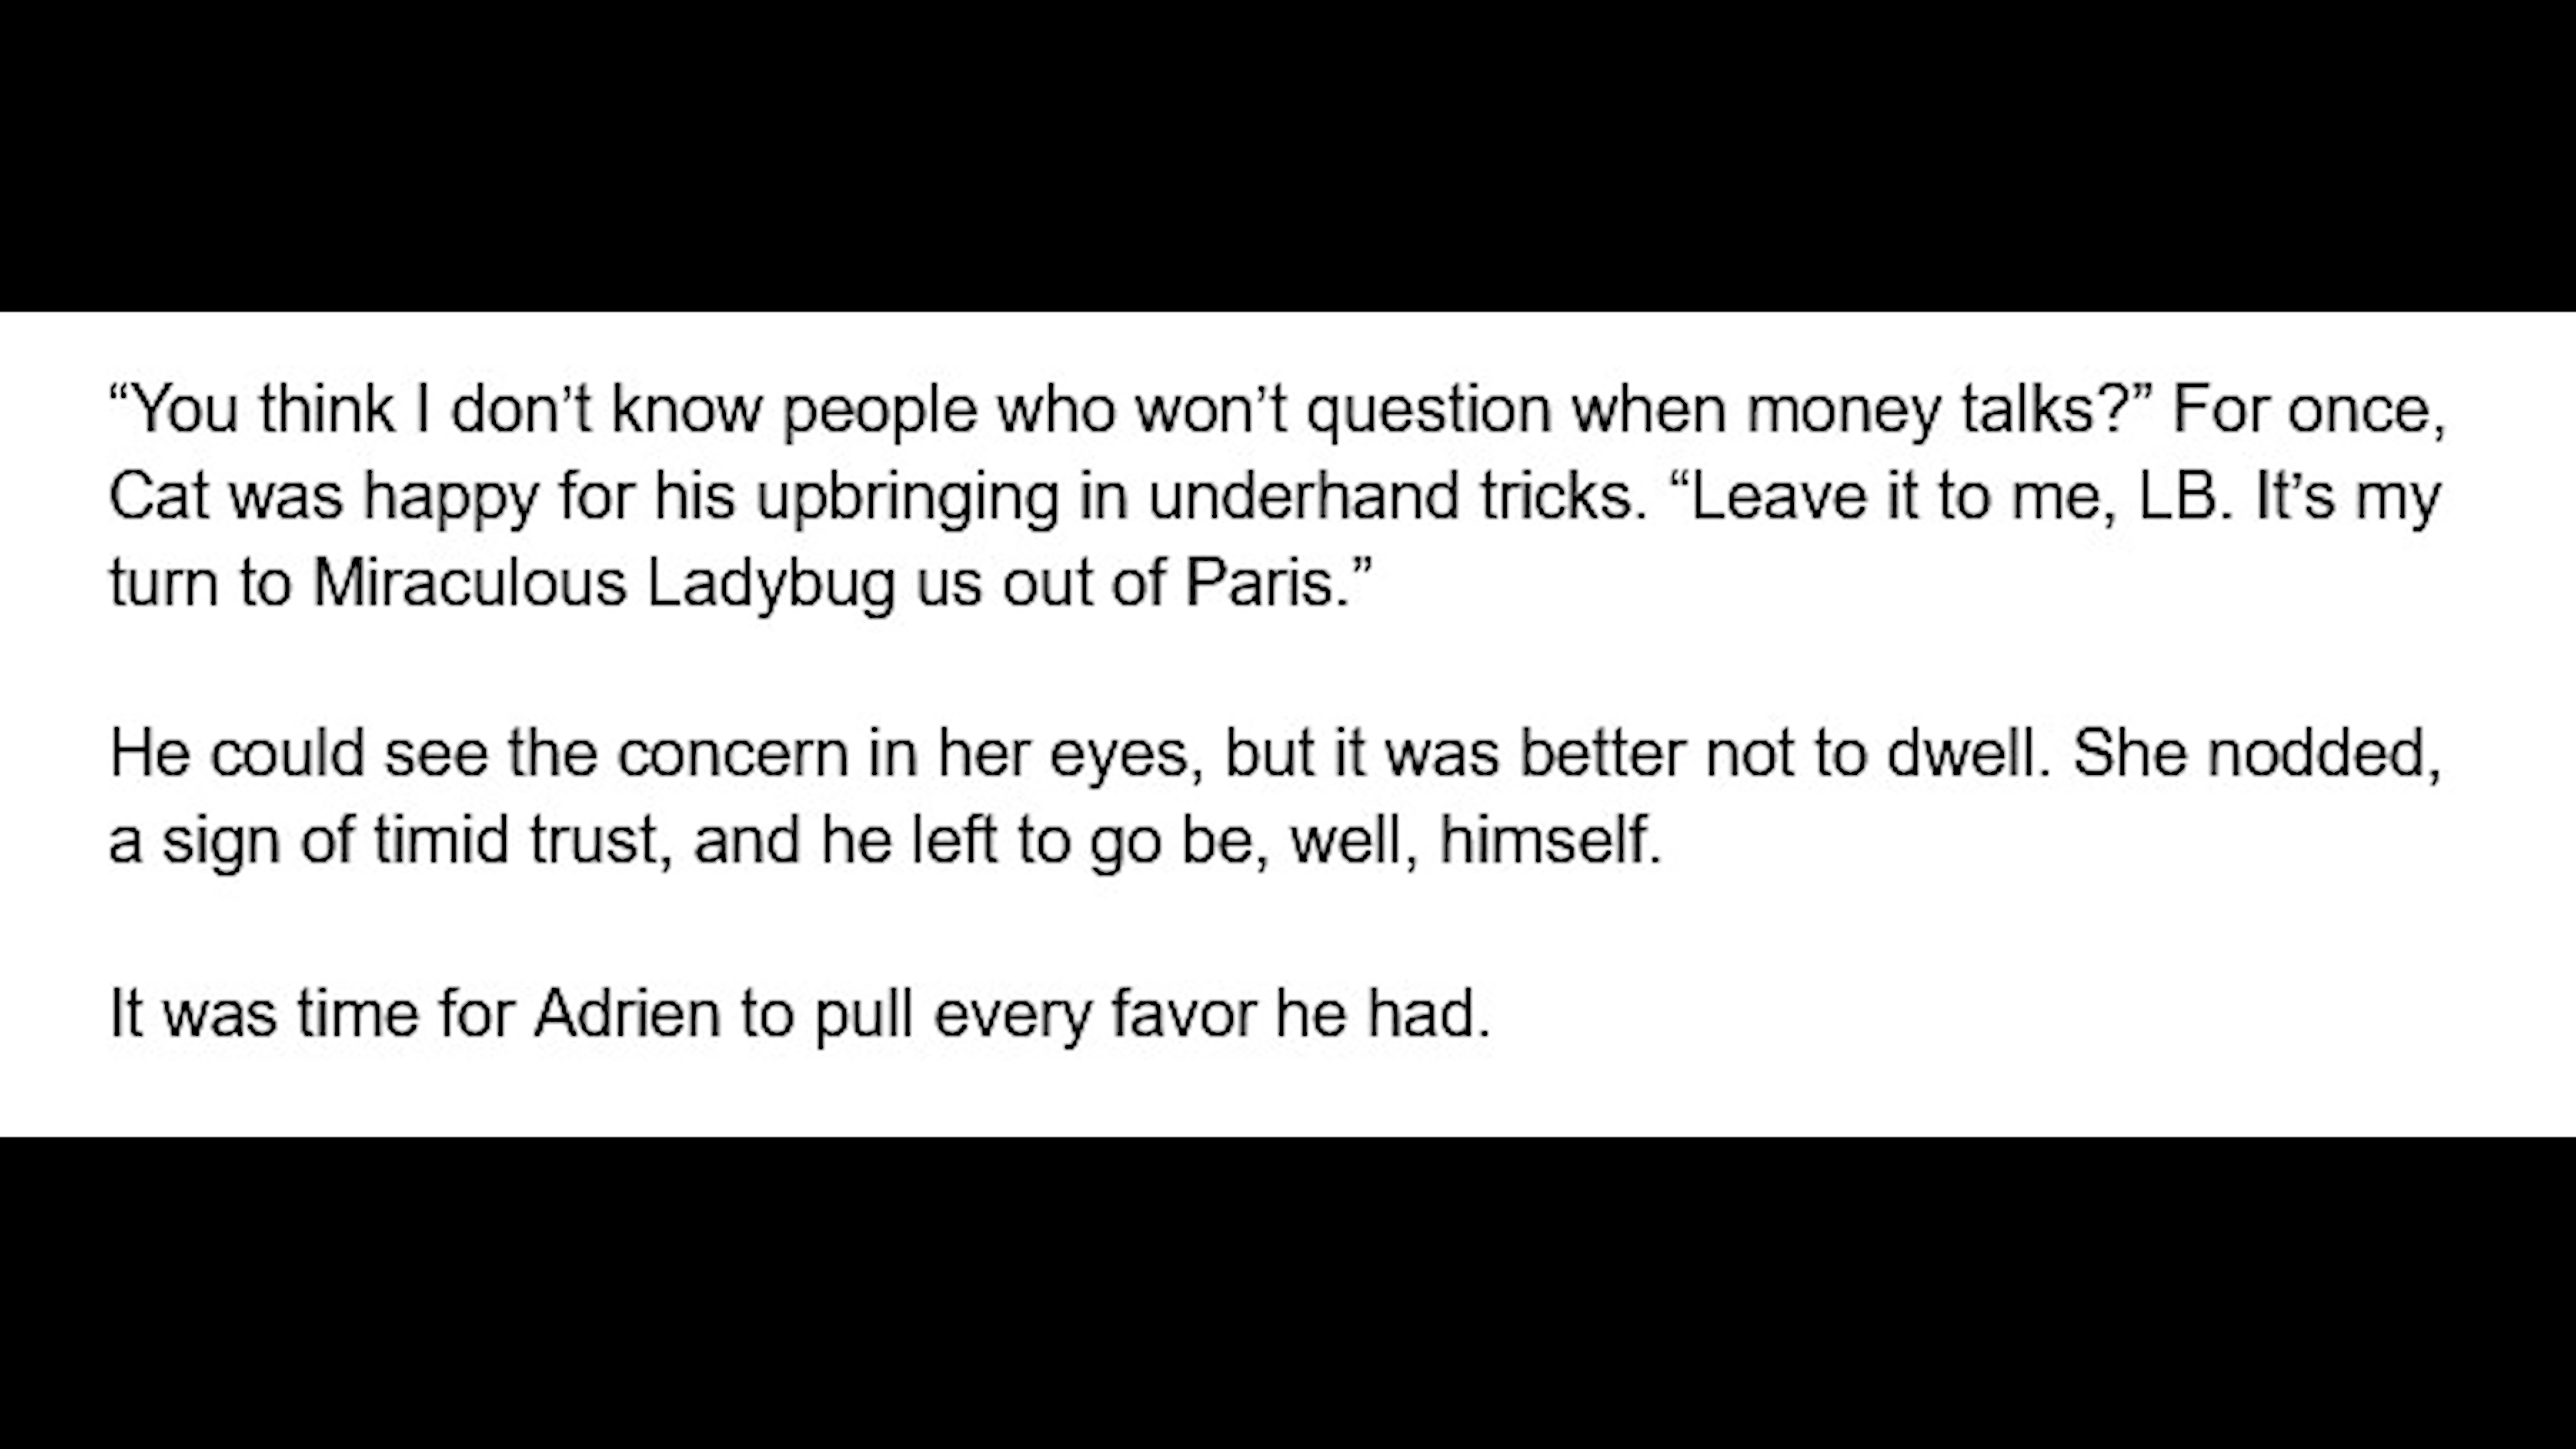 “You think I don’t know people who won’t question when money talks?” For once,
Cat was happy for his upbringing in underhand tricks. “Leave it to me, LB. It’s my
turn to Miraculous Ladybug us out of Paris.”
He could see the concern in her eyes, but it was better not to dwell. She nodded,
a sign of timid trust, and he left to go be, well, himself.
It was time for Adrien to pull every favor he had.